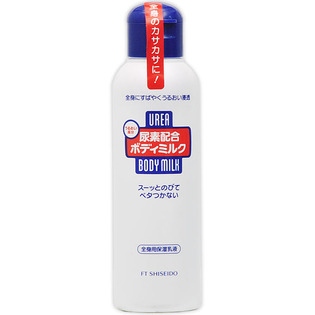 全身のカサカサに!
全身にすばやくうるおい浸透
UREA
尿素配合
ボディミルク
BODY MILK
スーッとのびて
ベタつかない
全身用保湿乳液
FT SHISEIDO